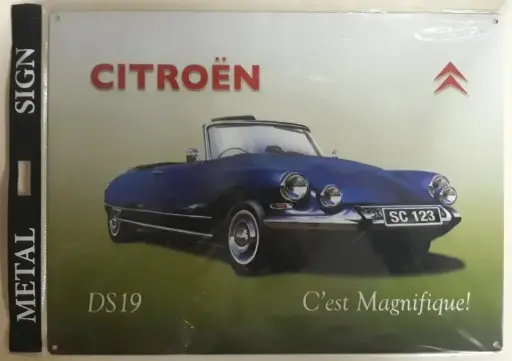 METAL SIGN
CITROËN
SC 123
DS19
C'est Magnifique!